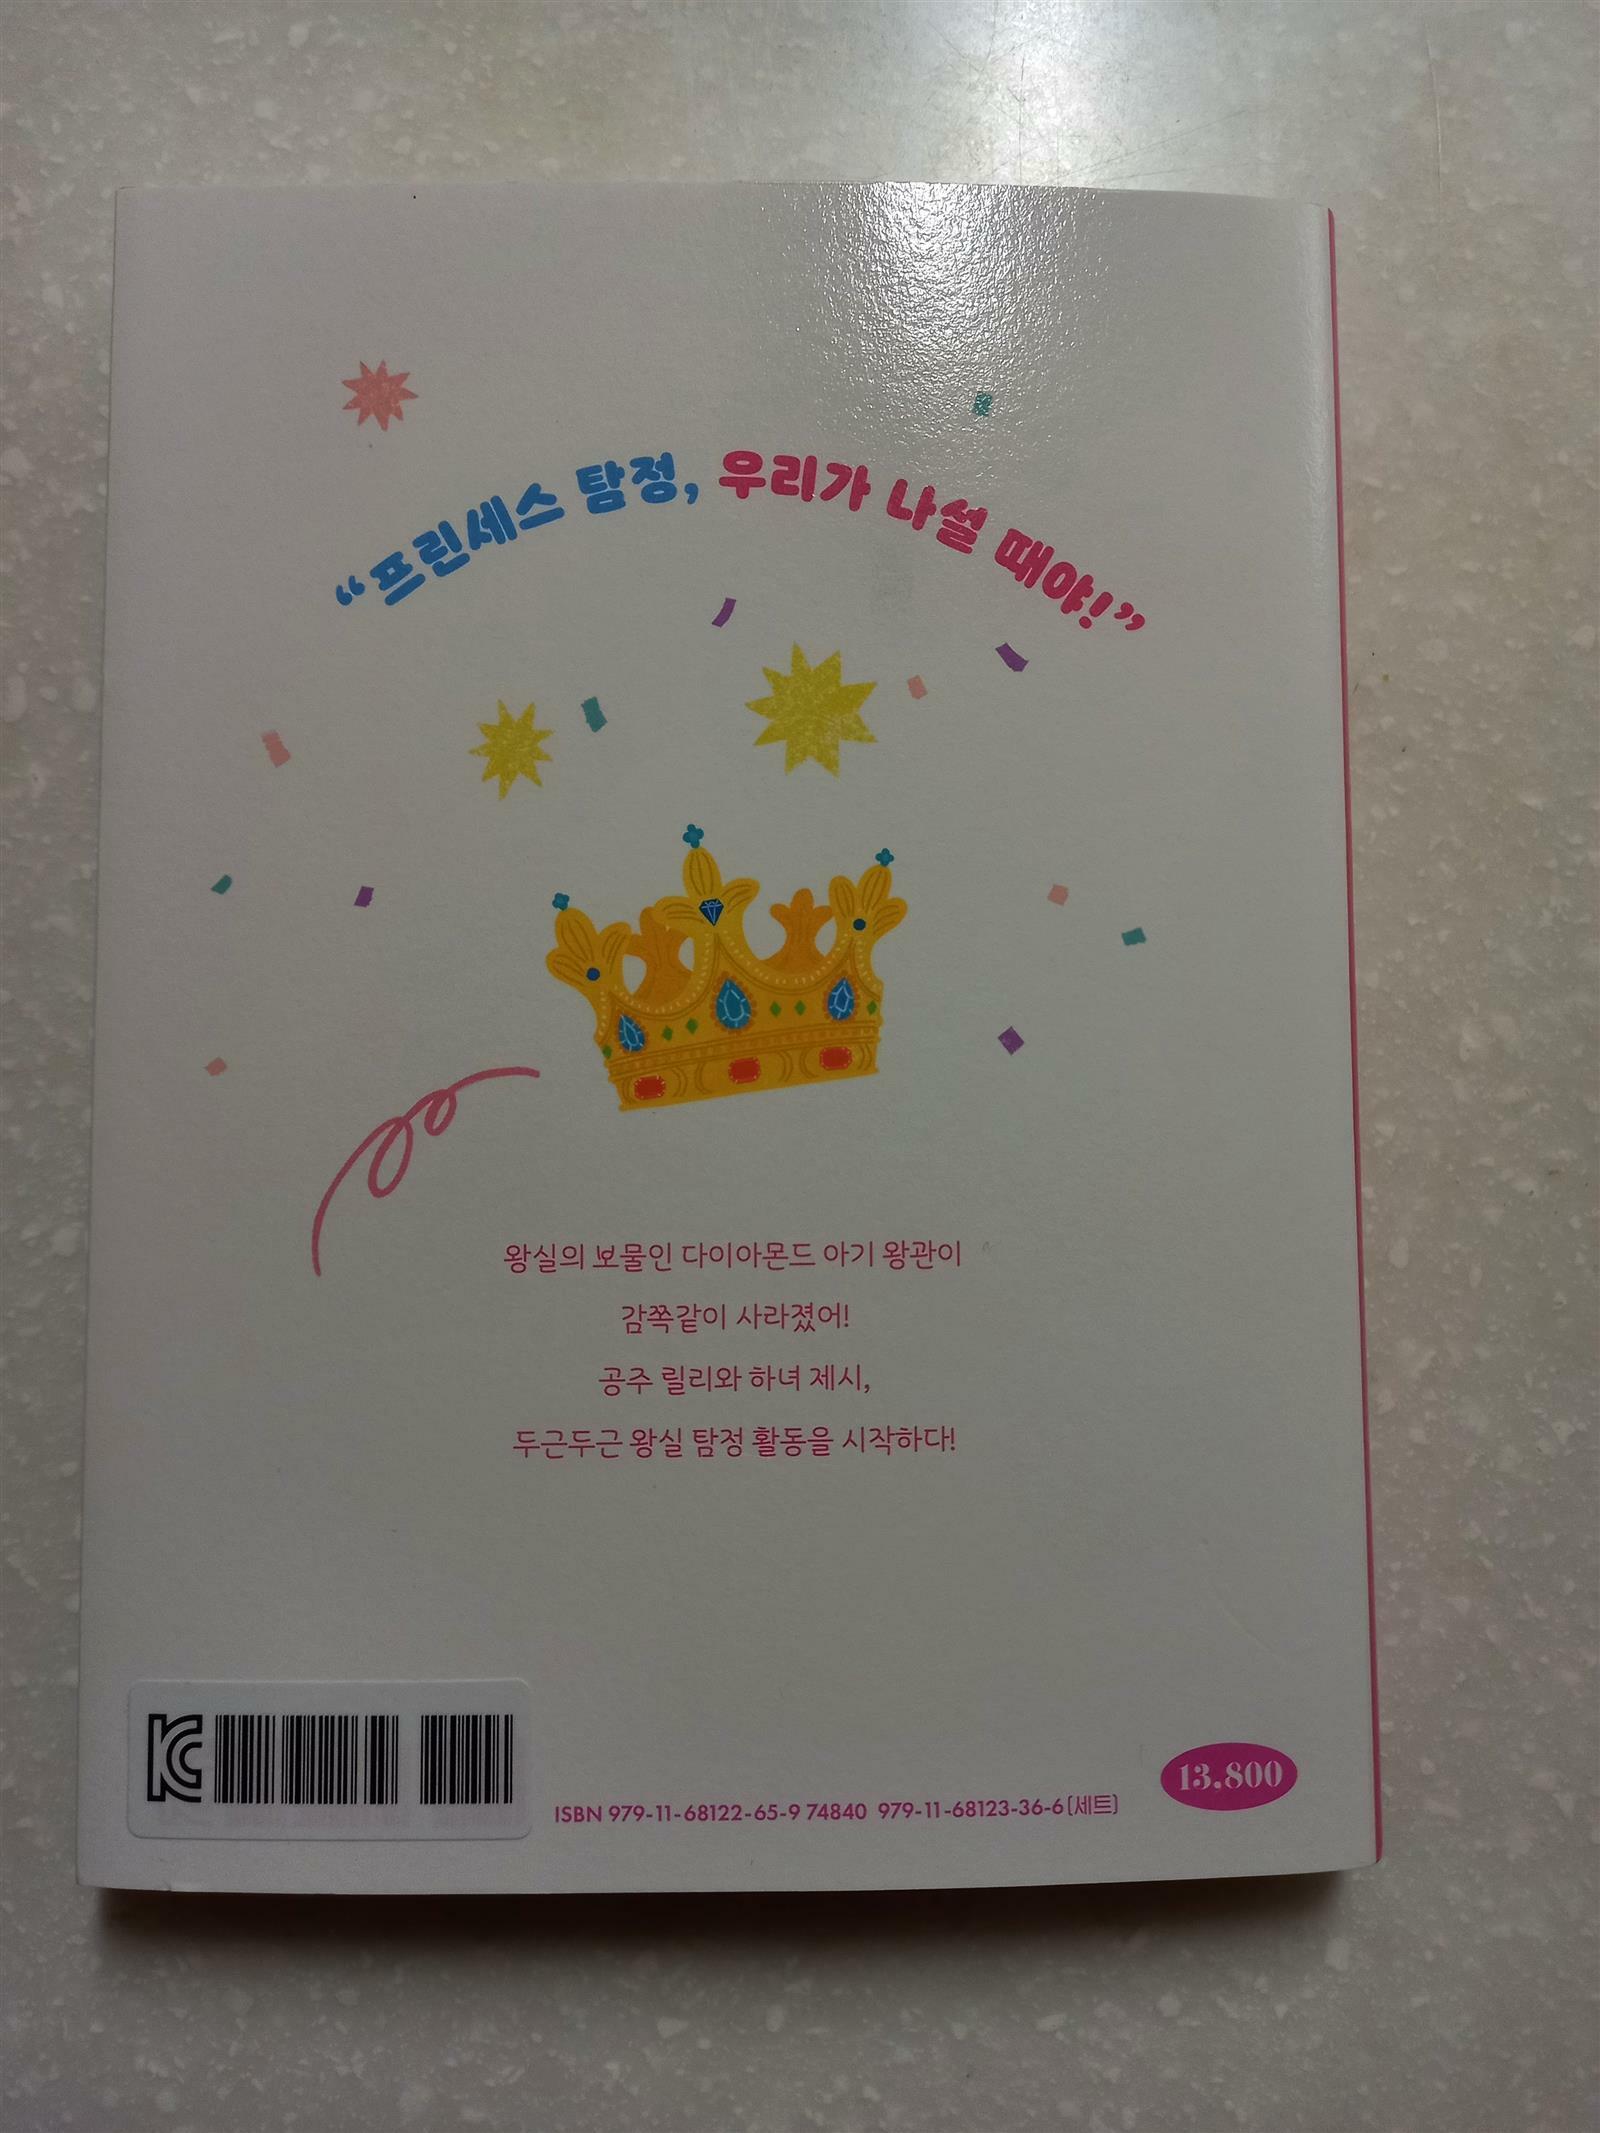 “프린세스 탐정, 우리가 나설 때야!”
왕실의 보물인 다이아몬드 아기 왕관이
감쪽같이 사라졌어!
공주 릴리와 하녀 제시,
두근두근 왕실 탐정 활동을 시작하다!
KC
13.800
ISBN 979-11-68122-65-9 74840 979-11-68123-36-6(세트)